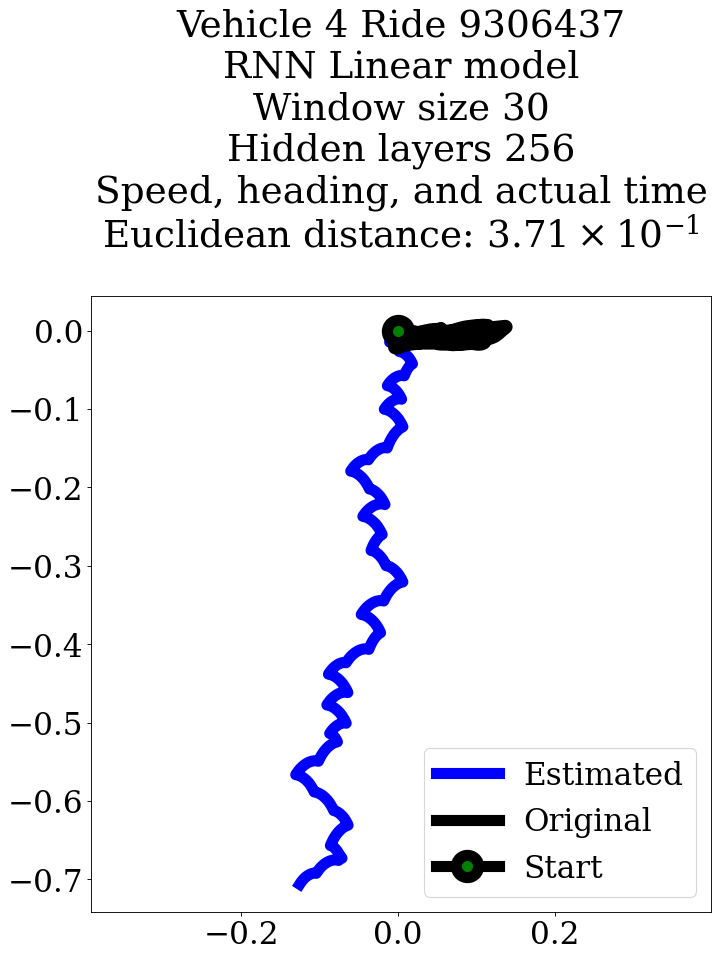 Vehicle 4 Ride 9306437
RNN Linear model
Window size 30
Hidden layers 256
Speed, heading, and actual time
Euclidean distance: 3.71 × 10⁻¹
0.0
−0.1
−0.2
−0.3
−0.4
−0.5
−0.6
−0.7
Estimated
Original
Start
−0.2 0.0 0.2